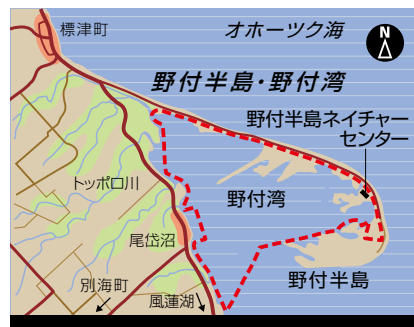 標津町
オホーツク海
N
野付半島・野付湾
野付半島ネイチャー
センター
トッポロ川
野付湾
尾岱沼
野付半島
別海町
風蓮湖